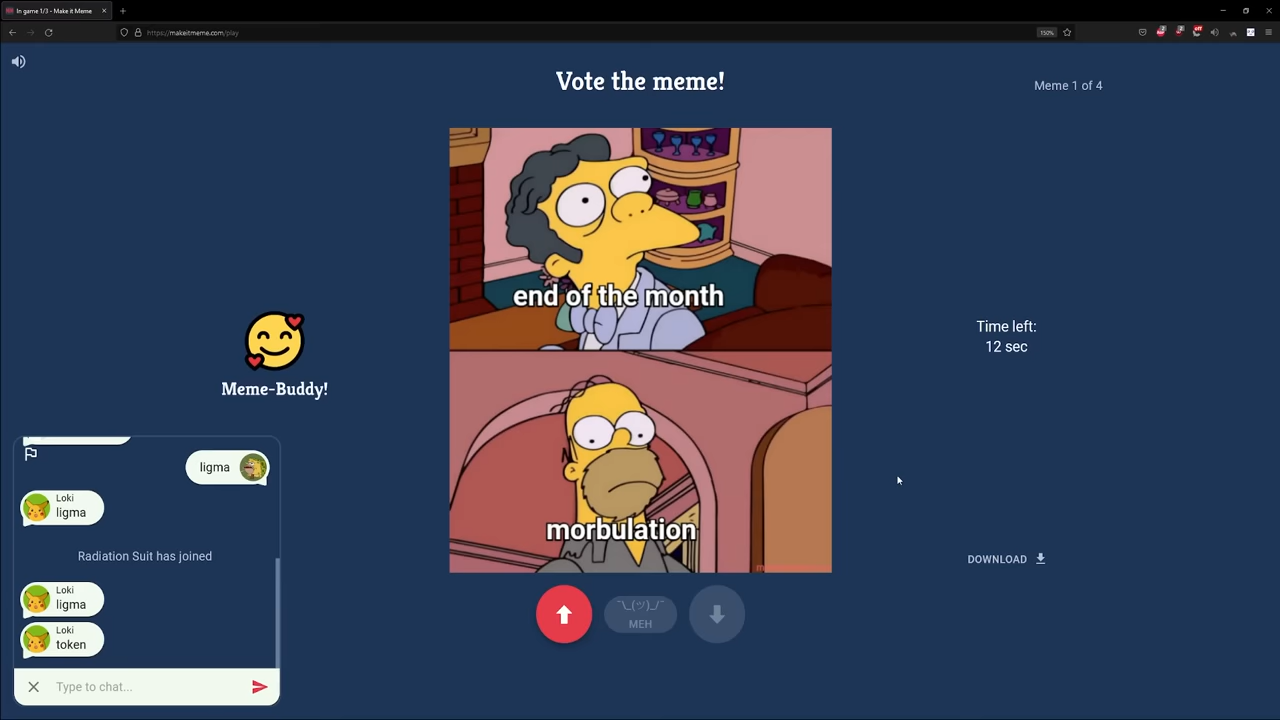 In game 1/3 - Make it Meme
https://makeitmeme.com/play
150%
Vote the meme!
Meme 1 of 4
end of the month
Time left:
12 sec
Meme-Buddy!
ligma
Loki
ligma
Radiation Suit has joined
morbulation
DOWNLOAD
Loki
ligma
¯\_(ツ)_/¯
MEH
Loki
token
Type to chat...